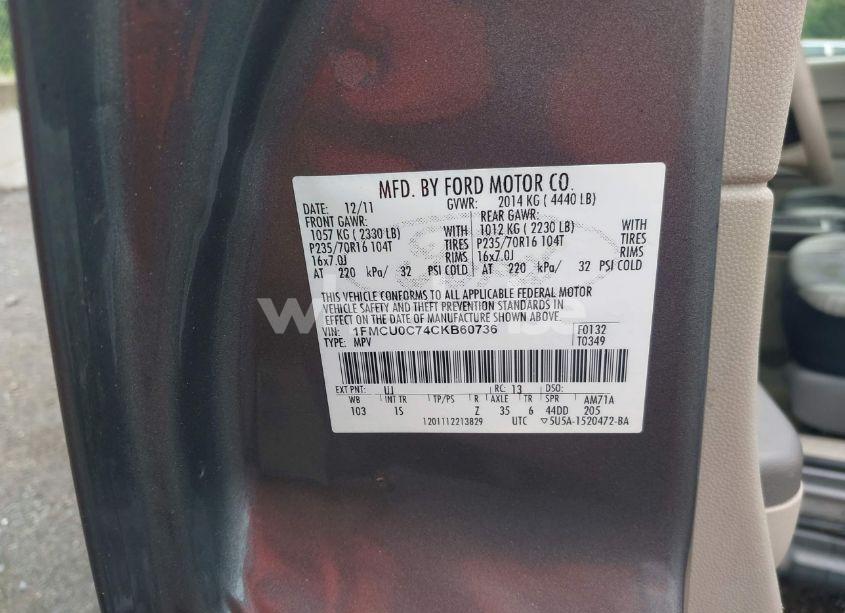 MFD. BY FORD MOTOR CO.
DATE: 12/11 GVWR: 2014 KG ( 4440 LB)
FRONT GAWR: REAR GAWR:
1057 KG ( 2330 LB) WITH 1012 KG ( 2230 LB) WITH
P235/70R16 104T TIRES P235/70R16 104T TIRES
16x7.0J RIMS 16x7.0J RIMS
AT 220 kPa/ 32 PSI COLD AT 220 kPa/ 32 PSI COLD
THIS VEHICLE CONFORMS TO ALL APPLICABLE FEDERAL MOTOR
VEHICLE SAFETY AND THEFT PREVENTION STANDARDS IN
EFFECT ON THE DATE OF MANUFACTURE SHOWN ABOVE.
VIN: 1FMCU0C74CKB60736 F0132
TYPE: MPV T0349
EXT PNT: UJ RC: 13 DSO:
WB INT TR TP/PS R AXLE TR SPR AM71A
103 1S Z 35 6 44DD 205
1201112213829 UTC ▽5U5A-1520472-BA